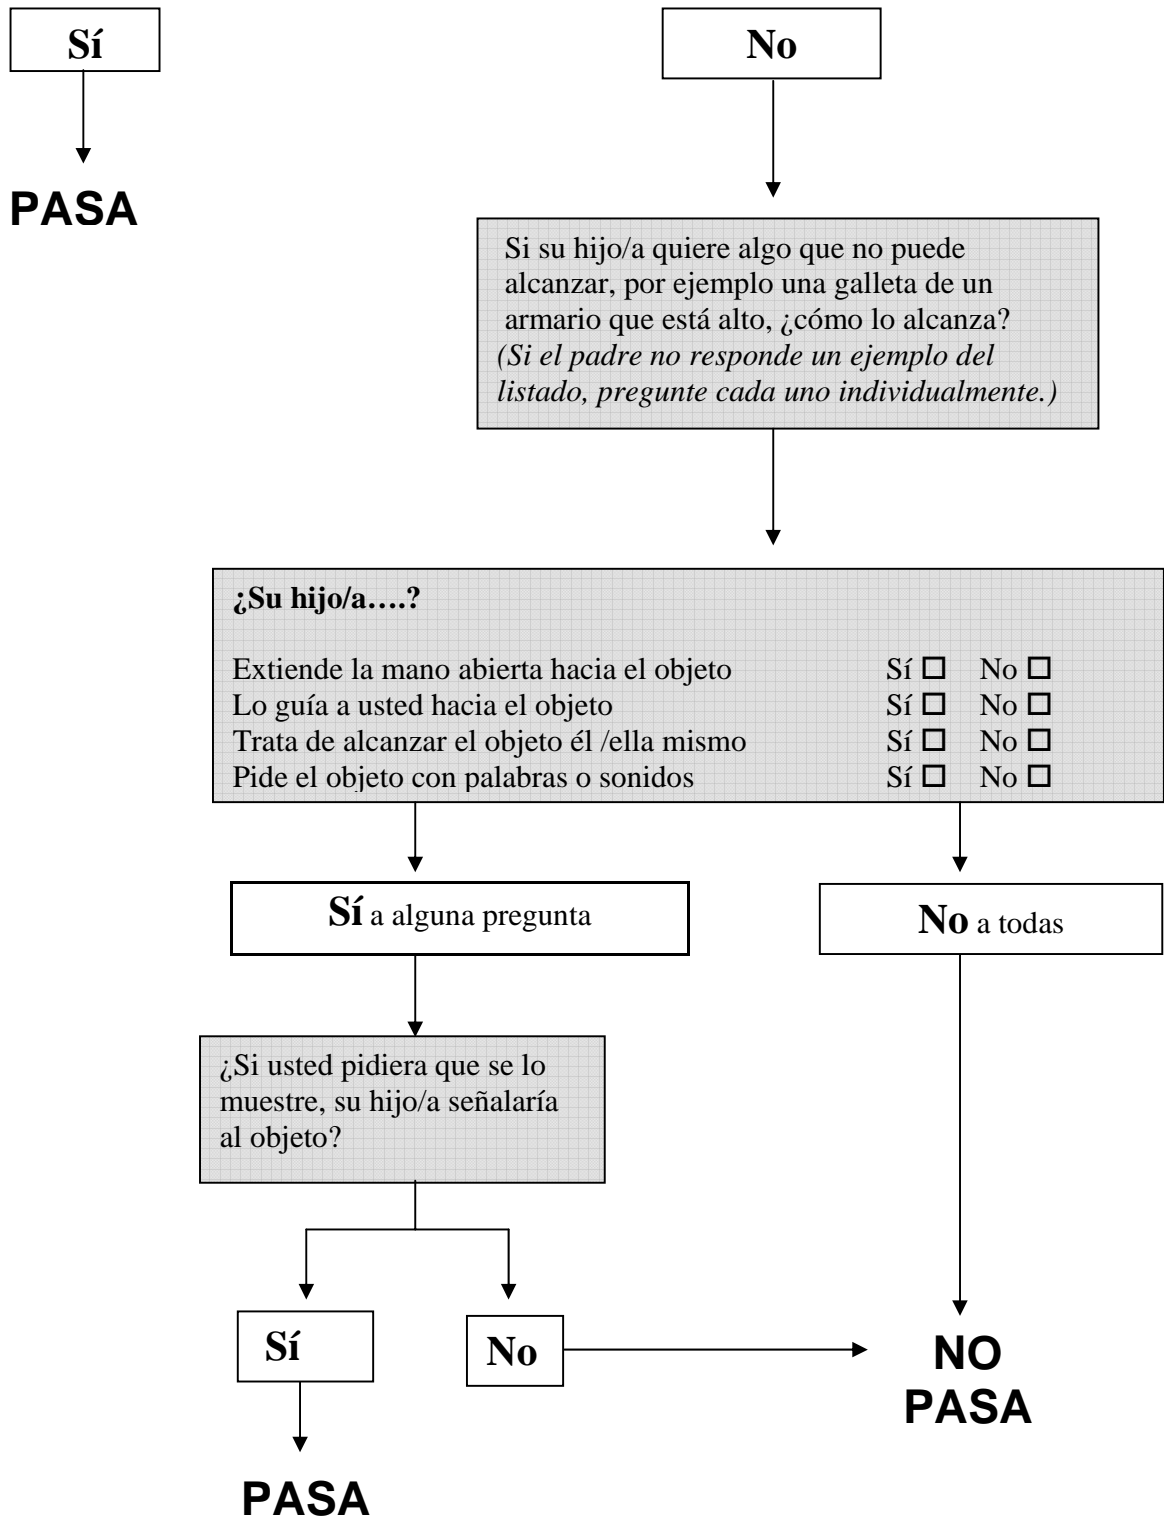 Sí
No
PASA
Si su hijo/a quiere algo que no puede
alcanzar, por ejemplo una galleta de un
armario que está alto, ¿cómo lo alcanza?
(Si el padre no responde un ejemplo del
listado, pregunte cada uno individualmente.)
¿Su hijo/a….?
Extiende la mano abierta hacia el objeto Sí ☐ No ☐
Lo guía a usted hacia el objeto Sí ☐ No ☐
Trata de alcanzar el objeto él /ella mismo Sí ☐ No ☐
Pide el objeto con palabras o sonidos Sí ☐ No ☐
Sí a alguna pregunta
No a todas
¿Si usted pidiera que se lo
muestre, su hijo/a señalaría
al objeto?
Sí
No
NO
PASA
PASA